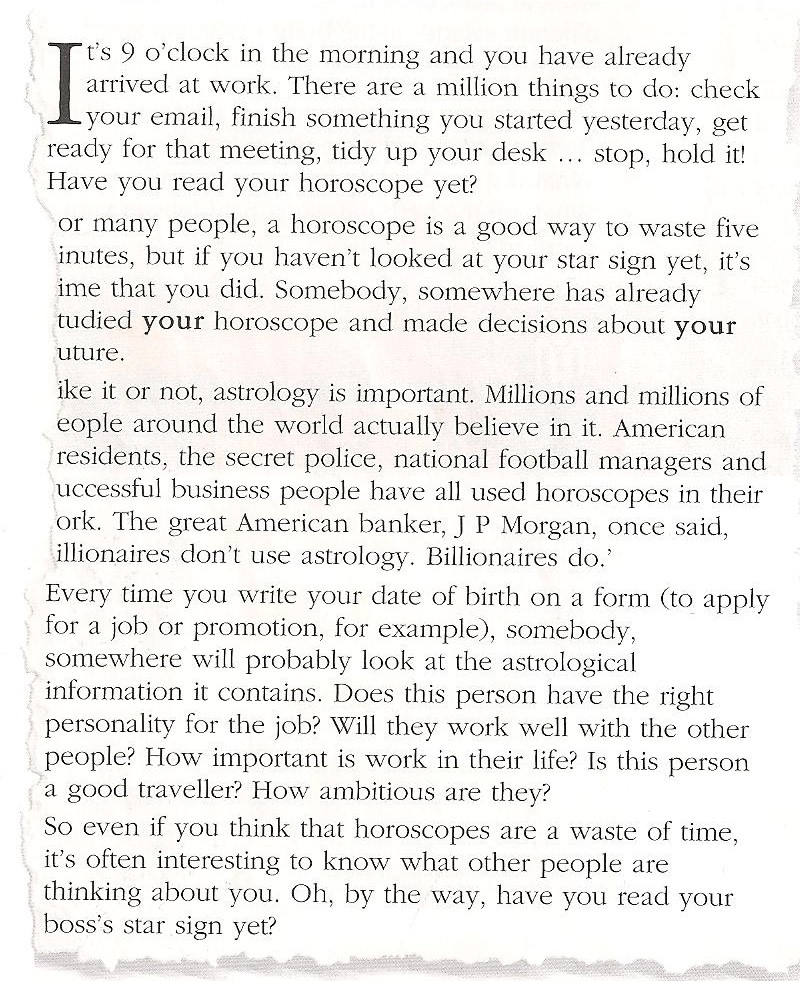 It's 9 o'clock in the morning and you have already
arrived at work. There are a million things to do: check
your email, finish something you started yesterday, get
ready for that meeting, tidy up your desk … stop, hold it!
Have you read your horoscope yet?
or many people, a horoscope is a good way to waste five
inutes, but if you haven't looked at your star sign yet, it's
ime that you did. Somebody, somewhere has already
tudied your horoscope and made decisions about your
uture.
ike it or not, astrology is important. Millions and millions of
eople around the world actually believe in it. American
residents, the secret police, national football managers and
uccessful business people have all used horoscopes in their
ork. The great American banker, J P Morgan, once said,
illionaires don't use astrology. Billionaires do.'
Every time you write your date of birth on a form (to apply
for a job or promotion, for example), somebody,
somewhere will probably look at the astrological
information it contains. Does this person have the right
personality for the job? Will they work well with the other
people? How important is work in their life? Is this person
a good traveller? How ambitious are they?
So even if you think that horoscopes are a waste of time,
it's often interesting to know what other people are
thinking about you. Oh, by the way, have you read your
boss's star sign yet?